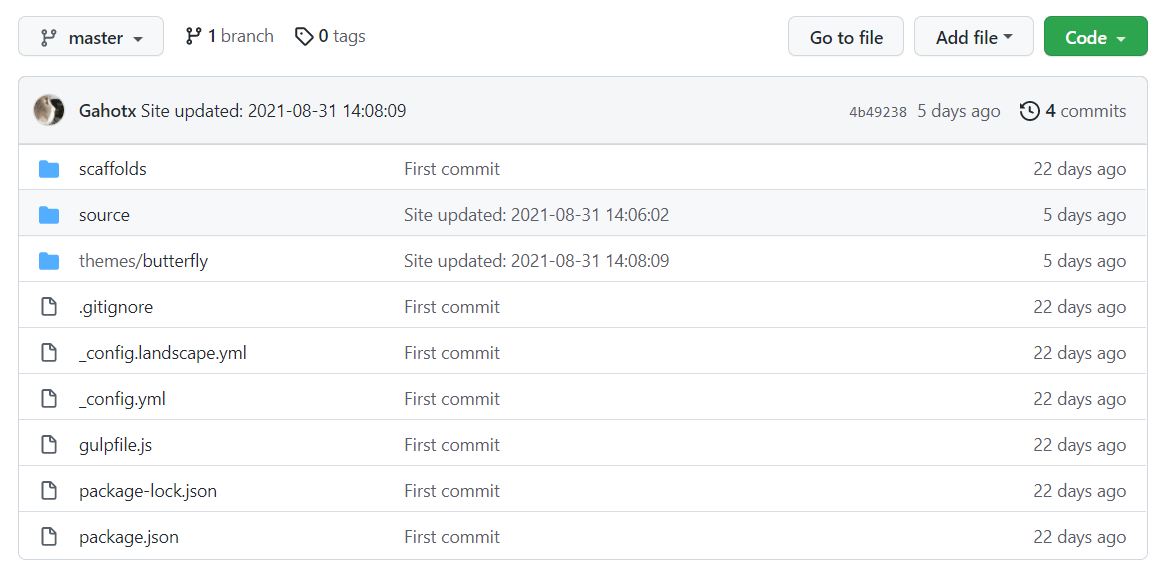 master 1 branch 0 tags Go to file Add file Code
Gahotx Site updated: 2021-08-31 14:08:09 4b49238 5 days ago 4 commits
scaffolds First commit 22 days ago
source Site updated: 2021-08-31 14:06:02 5 days ago
themes/butterfly Site updated: 2021-08-31 14:08:09 5 days ago
.gitignore First commit 22 days ago
_config.landscape.yml First commit 22 days ago
_config.yml First commit 22 days ago
gulpfile.js First commit 22 days ago
package-lock.json First commit 22 days ago
package.json First commit 22 days ago